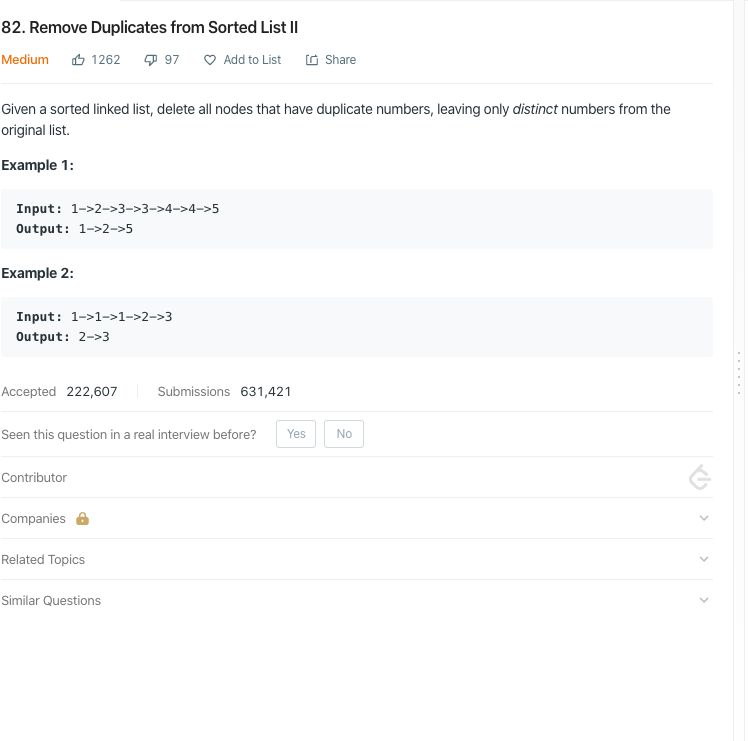 82. Remove Duplicates from Sorted List II
Medium 1262 97 Add to List Share
Given a sorted linked list, delete all nodes that have duplicate numbers, leaving only distinct numbers from the
original list.
Example 1:
Input: 1->2->3->3->4->4->5
Output: 1->2->5
Example 2:
Input: 1->1->1->2->3
Output: 2->3
Accepted 222,607 Submissions 631,421
Seen this question in a real interview before? Yes No
Contributor
Companies
Related Topics
Similar Questions